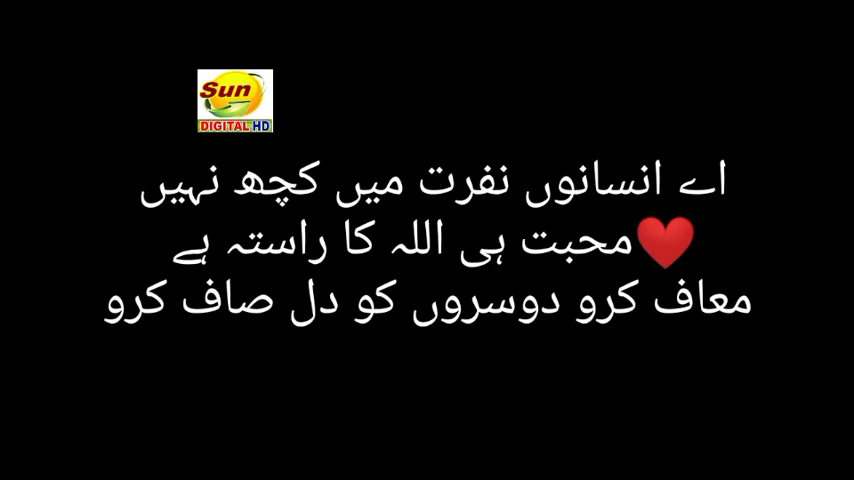 Sun
DIGITAL HD
اے انسانوں نفرت میں کچھ نہیں
❤️محبت ہی اللہ کا راستہ ہے
معاف کرو دوسروں کو دل صاف کرو